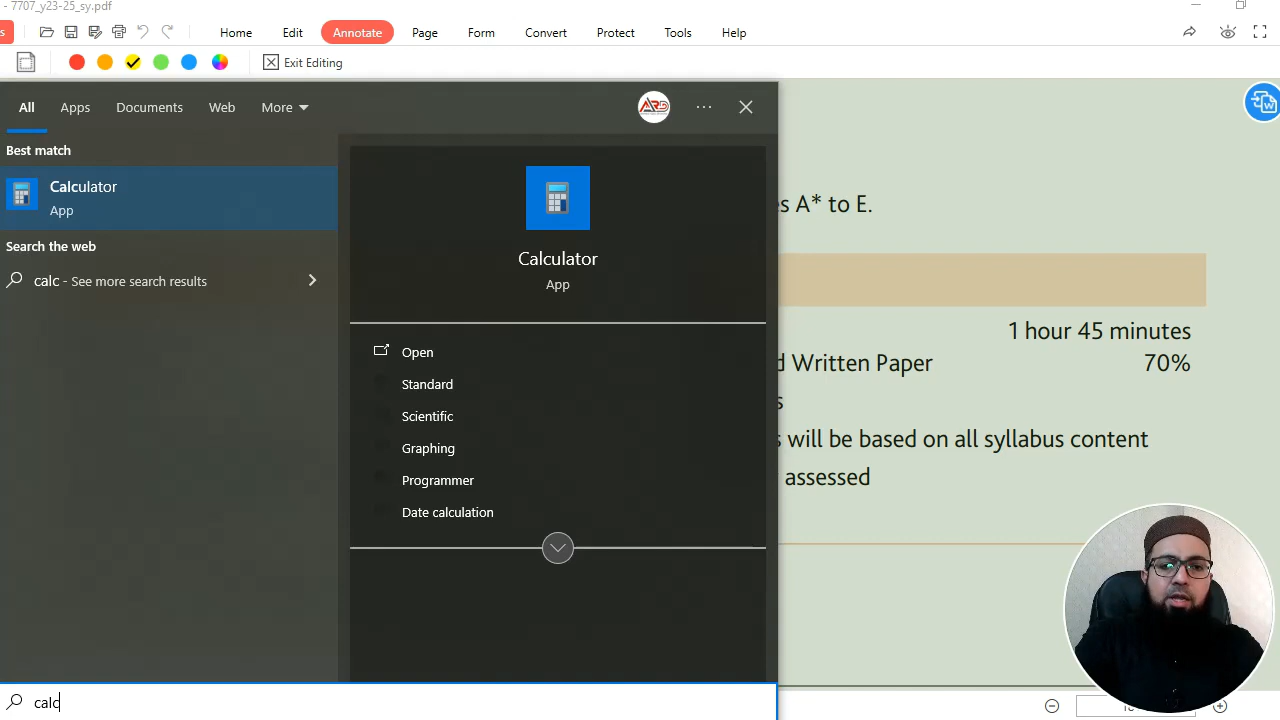 - 7707_y23-25_sy.pdf
s
Home Edit Annotate Page Form Convert Protect Tools Help
Exit Editing
All Apps Documents Web More
ARD
Best match
Calculator
App
Search the web
calc - See more search results
Calculator
App
Open
Standard
Scientific
Graphing
Programmer
Date calculation
calc
s A* to E.
1 hour 45 minutes
d Written Paper 70%
s
s will be based on all syllabus content
assessed
W